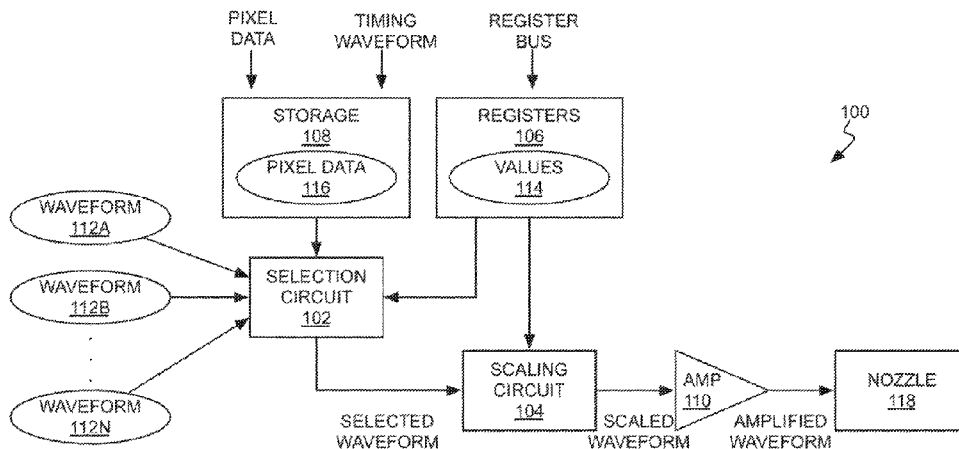 PIXEL
DATA
TIMING
WAVEFORM
REGISTER
BUS
STORAGE
108
PIXEL DATA
116
REGISTERS
106
VALUES
114
100
WAVEFORM
112A
WAVEFORM
112B
WAVEFORM
112N
SELECTION
CIRCUIT
102
SCALING
CIRCUIT
104
AMP
110
NOZZLE
118
SELECTED
WAVEFORM
SCALED
WAVEFORM
AMPLIFIED
WAVEFORM